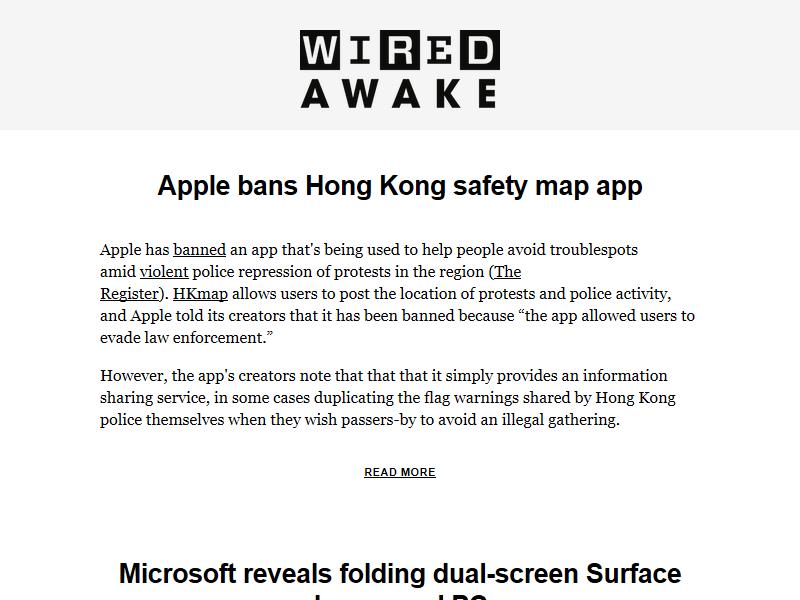 WIRED
AWAKE
Apple bans Hong Kong safety map app
Apple has banned an app that's being used to help people avoid troublespots
amid violent police repression of protests in the region (The
Register). HKmap allows users to post the location of protests and police activity,
and Apple told its creators that it has been banned because “the app allowed users to
evade law enforcement.”
However, the app's creators note that that that it simply provides an information
sharing service, in some cases duplicating the flag warnings shared by Hong Kong
police themselves when they wish passers-by to avoid an illegal gathering.
READ MORE
Microsoft reveals folding dual-screen Surface